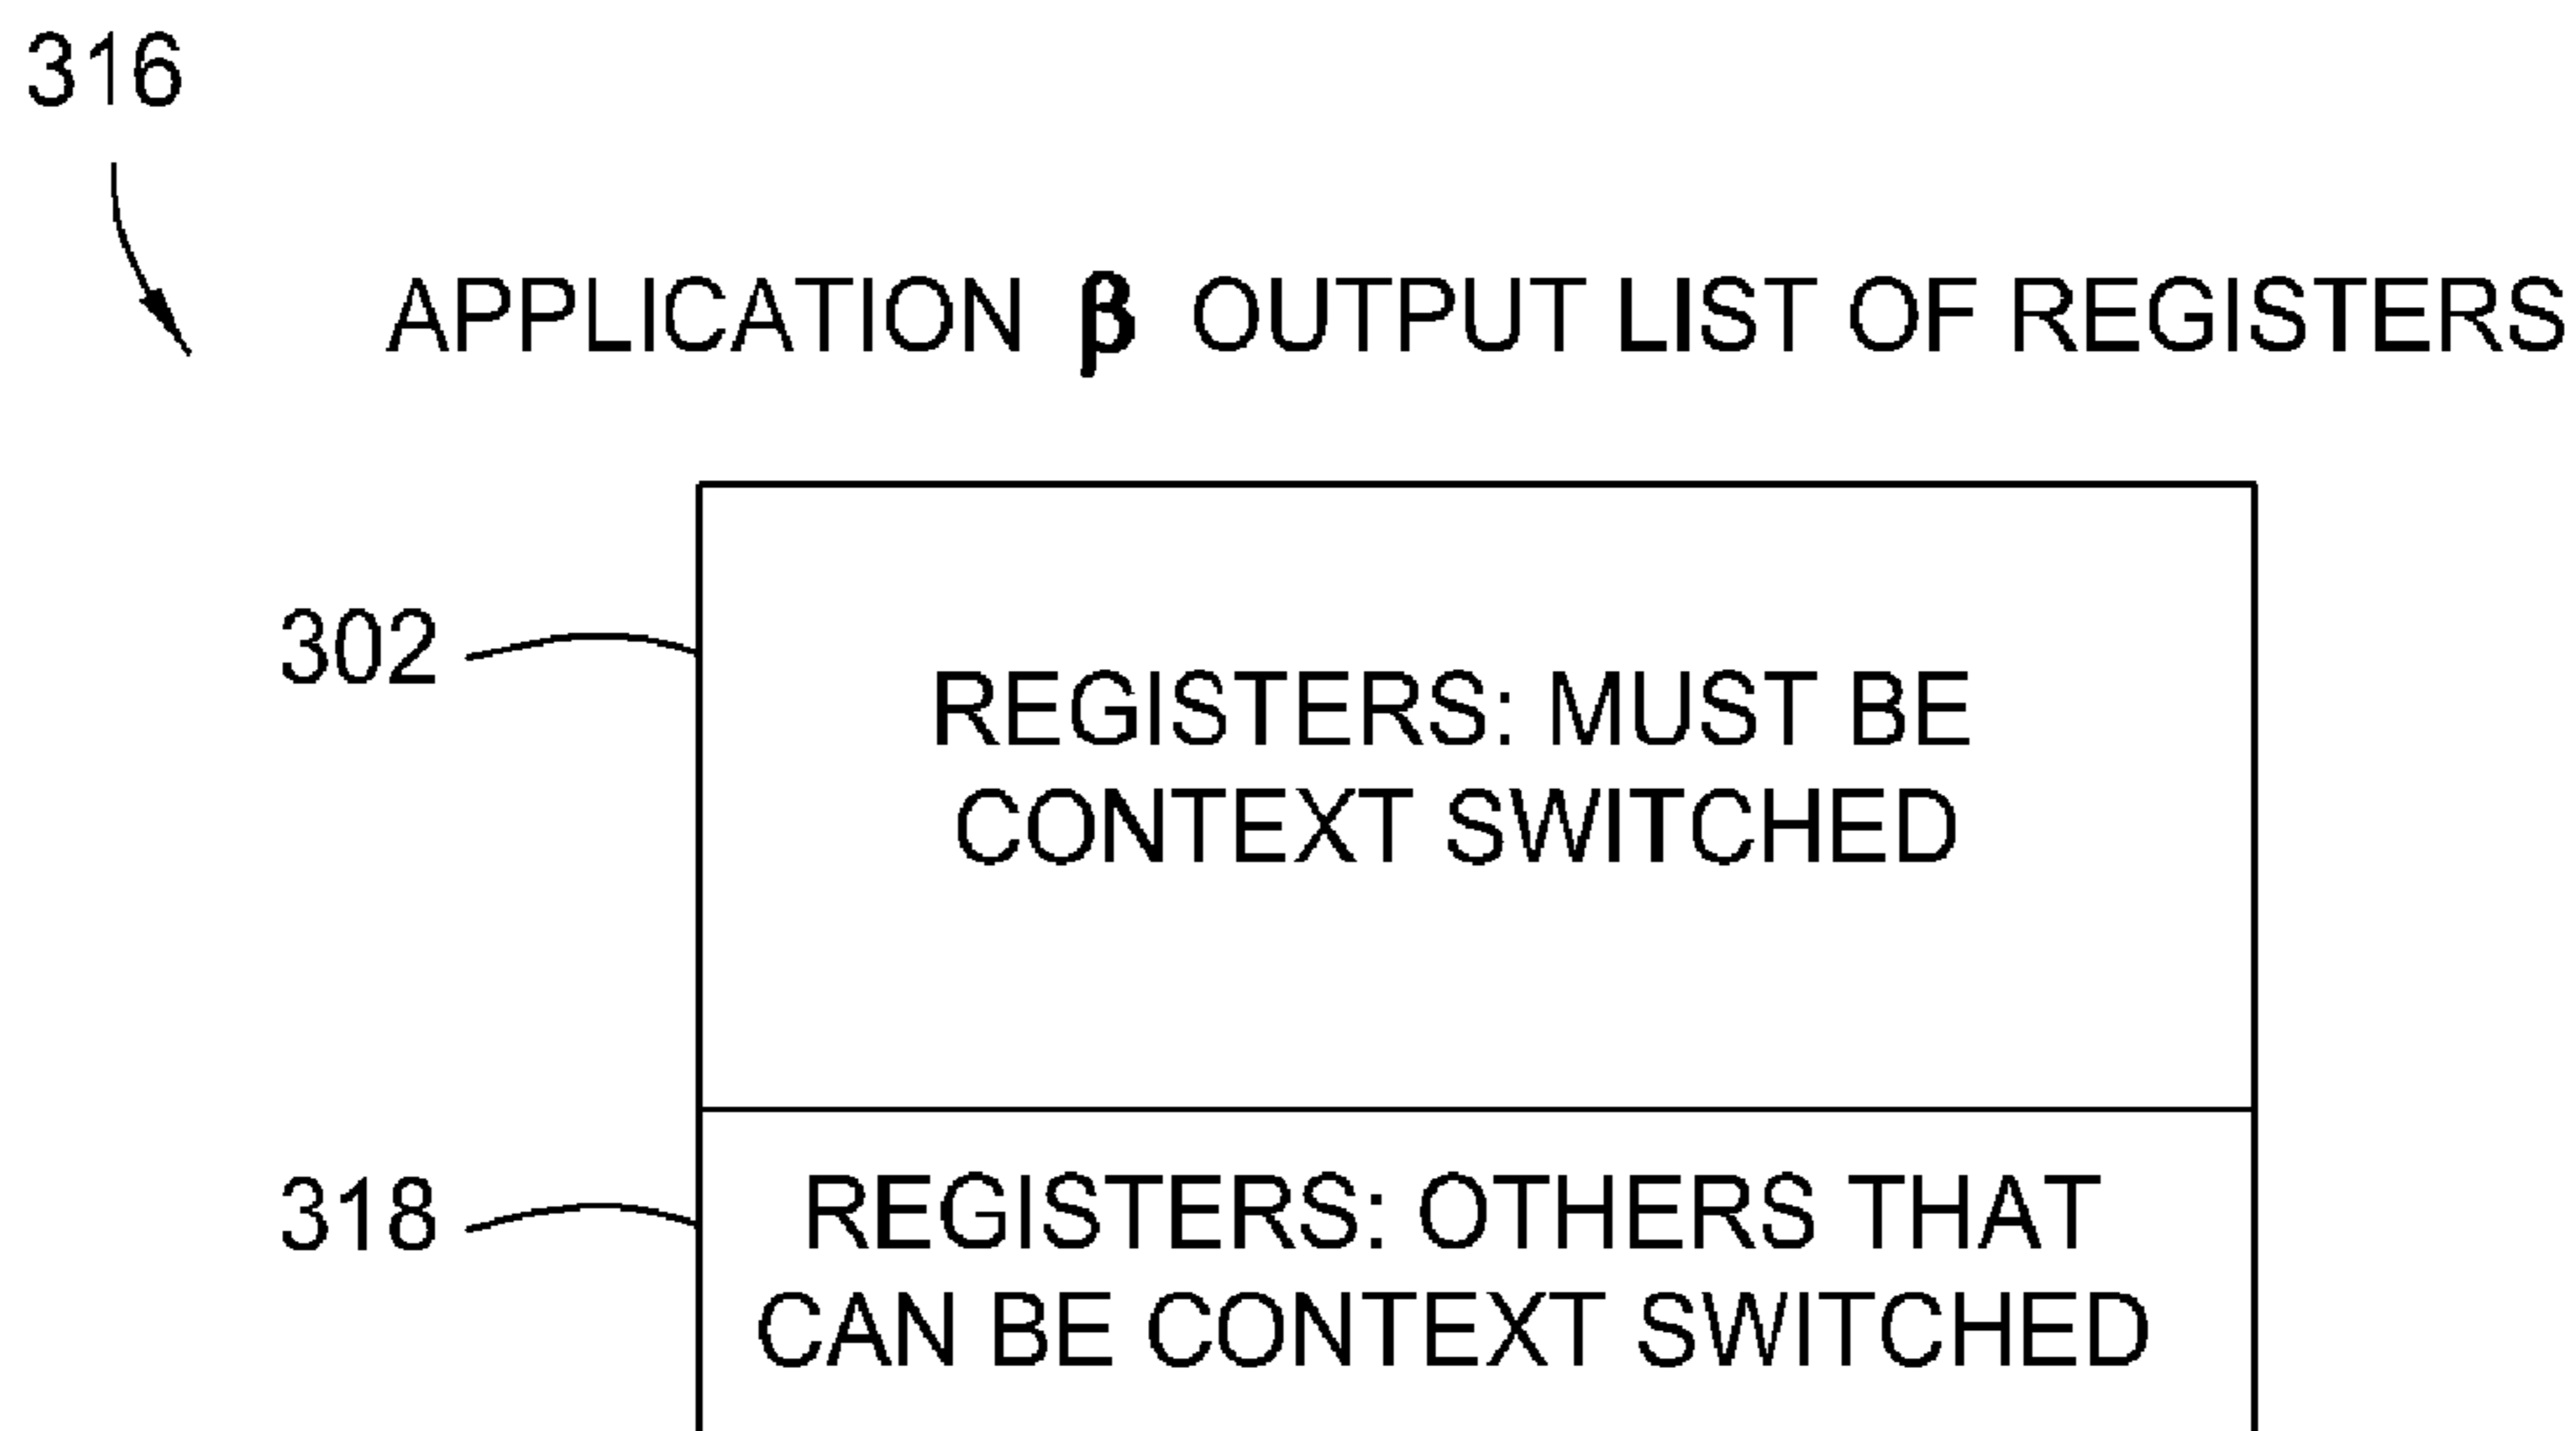 316
APPLICATION β OUTPUT LIST OF REGISTERS
302
REGISTERS: MUST BE
CONTEXT SWITCHED
318
REGISTERS: OTHERS THAT
CAN BE CONTEXT SWITCHED